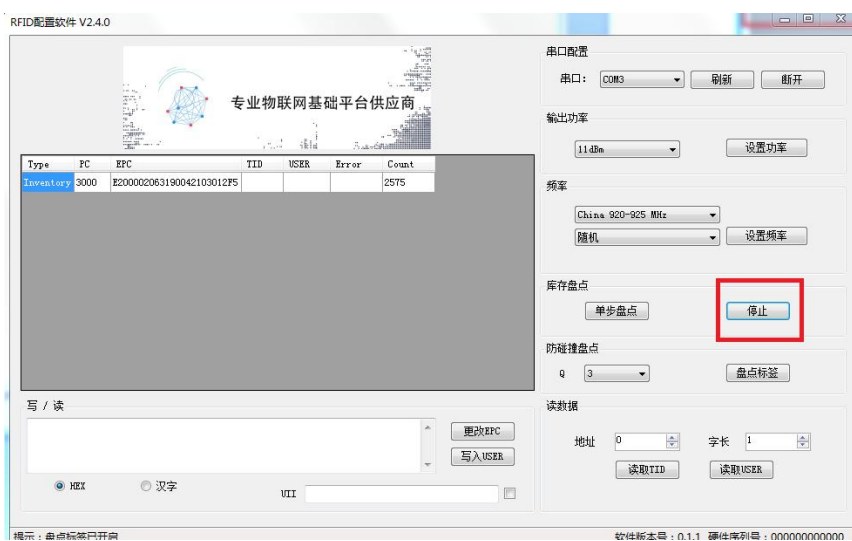 RFID配置软件 V2.4.0
专业物联网基础平台供应商
Type PC EPC TID USER Error Count
Inventory 3000 E2000020631900421030​12F5 2575
写 / 读
更改EPC
写入USER
HEX 汉字
UII
串口配置
串口: COM3 刷新 断开
输出功率
11dBm 设置功率
频率
China 920-925 MHz
随机 设置频率
库存盘点
单步盘点 停止
防碰撞盘点
Q 3 盘点标签
读数据
地址 0 字长 1
读取TID 读取USER
提示：盘点标签已开启
软件版本号：0.1.1 硬件序列号：000000000000